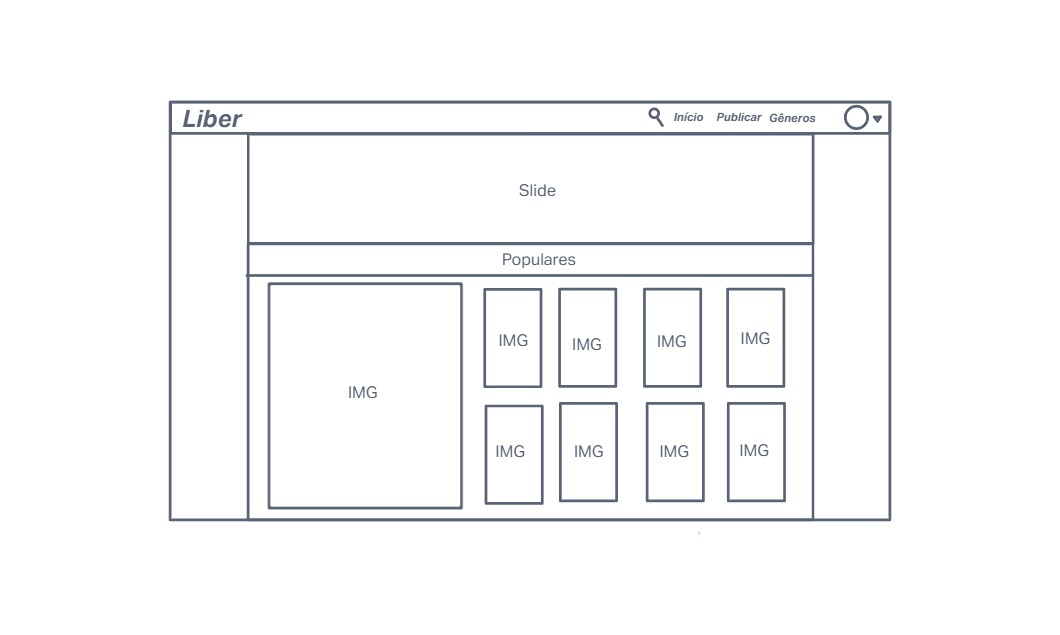 Liber
Início Publicar Gêneros
Slide
Populares
IMG
IMG IMG IMG IMG
IMG IMG IMG IMG